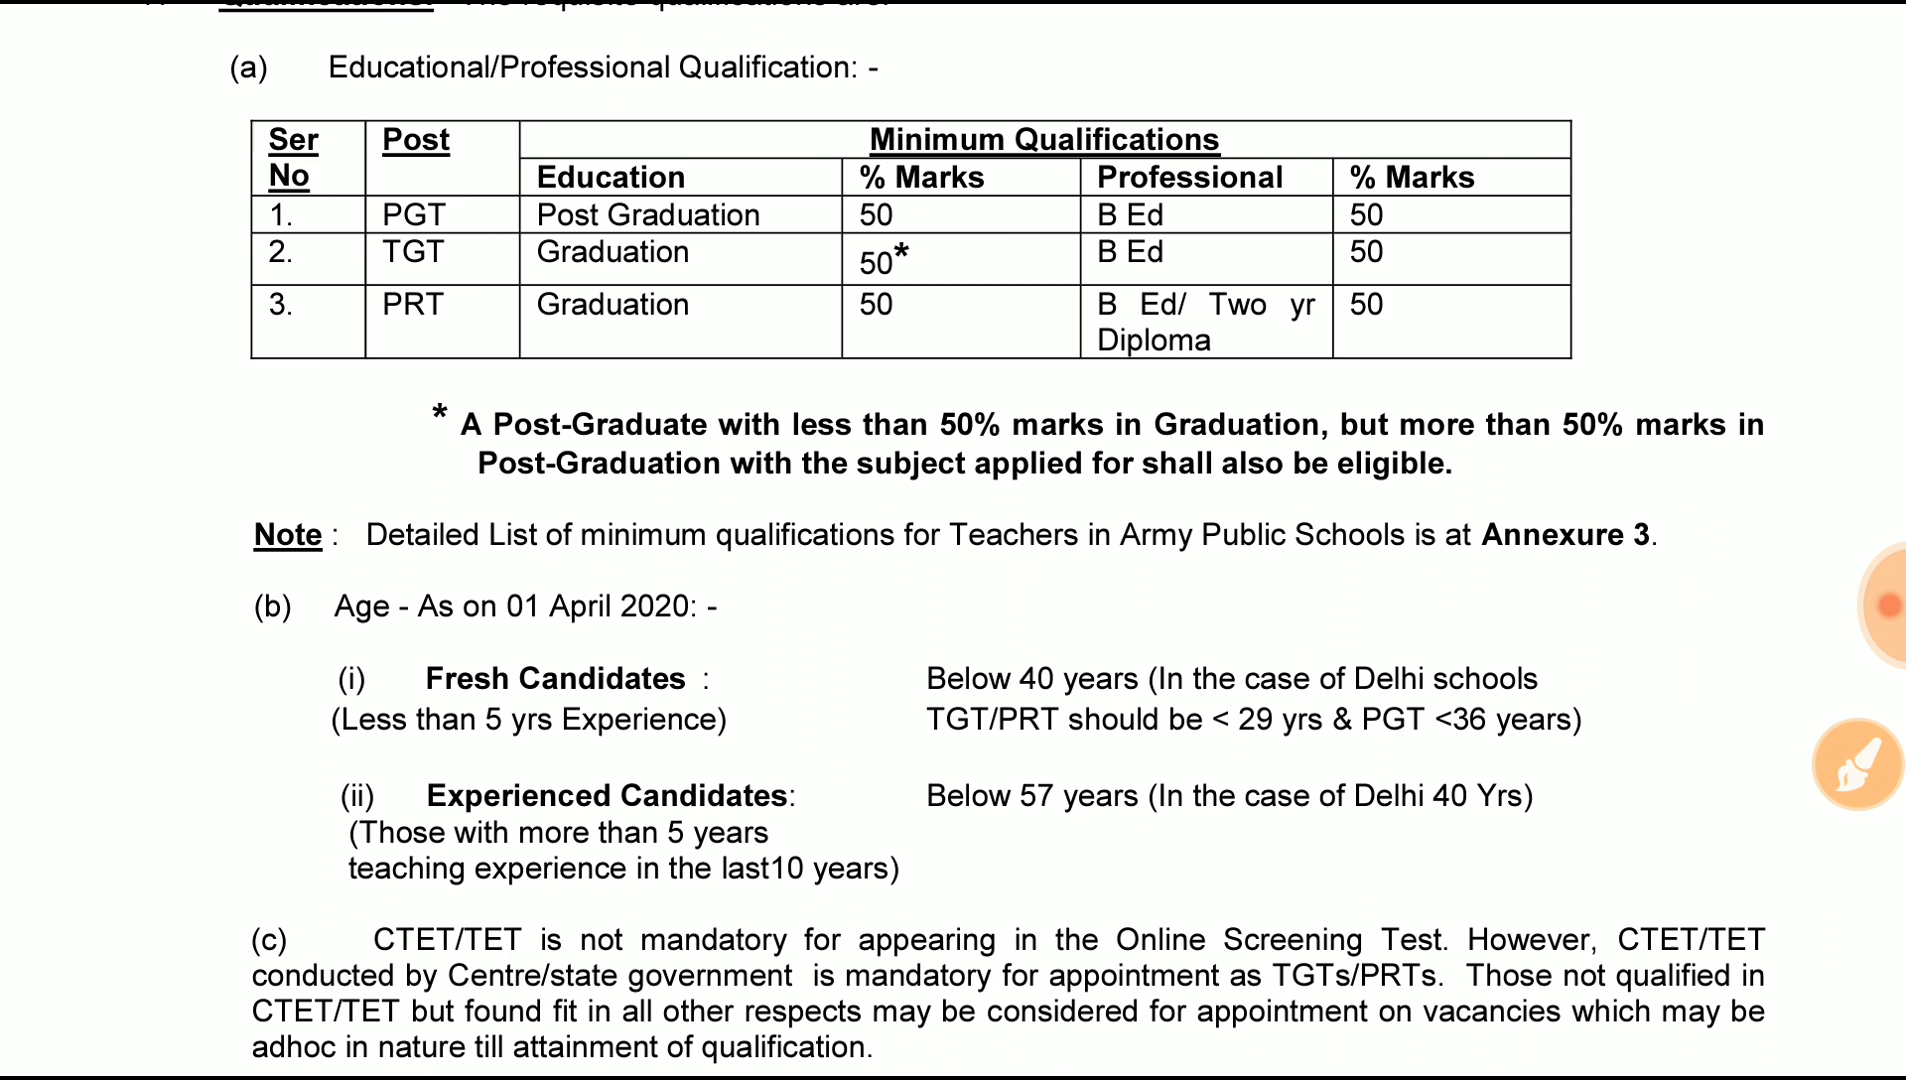 (a) Educational/Professional Qualification: -
Ser No Post Minimum Qualifications
Education % Marks Professional % Marks
1. PGT Post Graduation 50 B Ed 50
2. TGT Graduation 50* B Ed 50
3. PRT Graduation 50 B Ed/ Two yr Diploma 50
* A Post-Graduate with less than 50% marks in Graduation, but more than 50% marks in
Post-Graduation with the subject applied for shall also be eligible.
Note : Detailed List of minimum qualifications for Teachers in Army Public Schools is at Annexure 3.
(b) Age - As on 01 April 2020: -
(i) Fresh Candidates : Below 40 years (In the case of Delhi schools
(Less than 5 yrs Experience) TGT/PRT should be < 29 yrs & PGT <36 years)
(ii) Experienced Candidates: Below 57 years (In the case of Delhi 40 Yrs)
(Those with more than 5 years
teaching experience in the last10 years)
(c) CTET/TET is not mandatory for appearing in the Online Screening Test. However, CTET/TET
conducted by Centre/state government is mandatory for appointment as TGTs/PRTs. Those not qualified in
CTET/TET but found fit in all other respects may be considered for appointment on vacancies which may be
adhoc in nature till attainment of qualification.